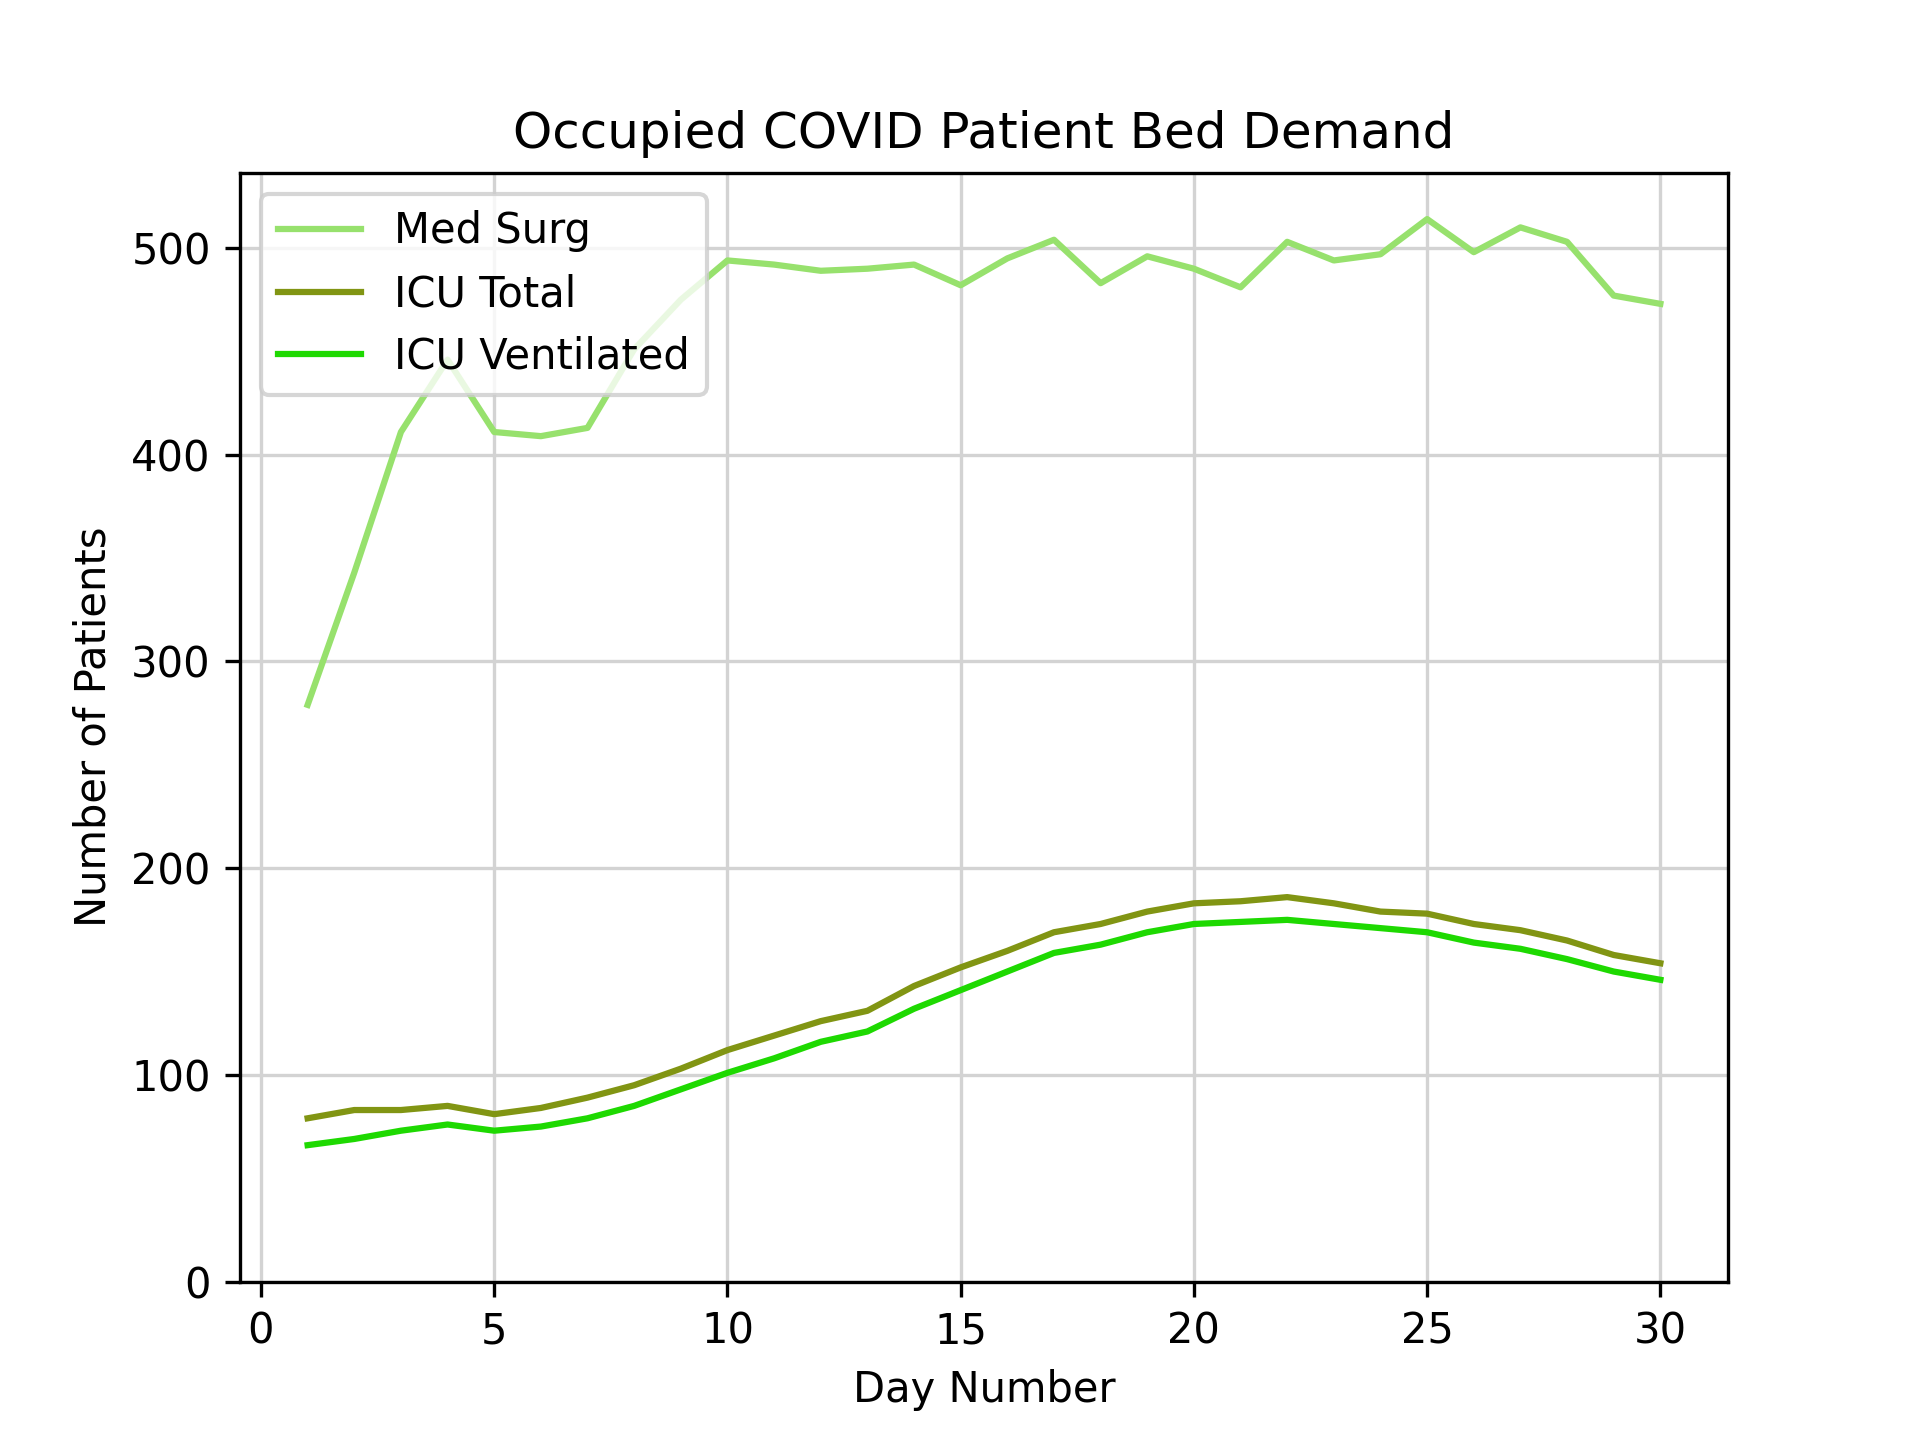 Occupied COVID Patient Bed Demand
Med Surg
ICU Total
ICU Ventilated
500
400
300
200
100
0
Number of Patients
0 5 10 15 20 25 30
Day Number